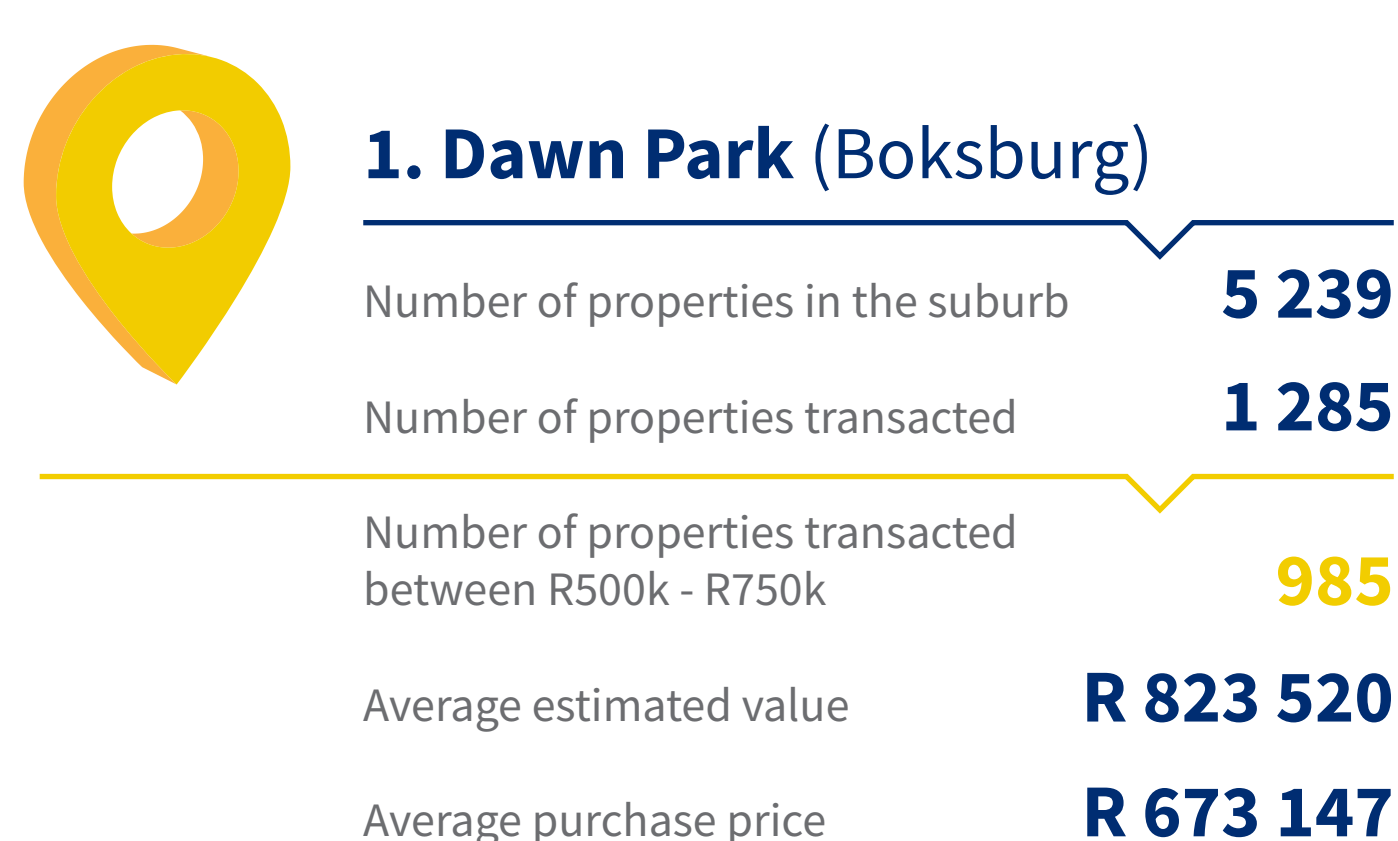 1. Dawn Park (Boksburg)
Number of properties in the suburb 5 239
Number of properties transacted 1 285
Number of properties transacted
between R500k - R750k 985
Average estimated value R 823 520
Average purchase price R 673 147